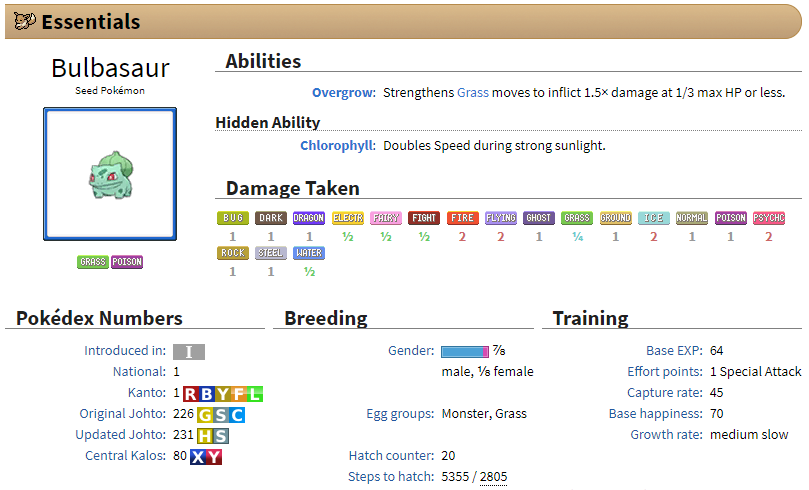 Essentials
Bulbasaur
Seed Pokémon
GRASS POISON
Abilities
Overgrow: Strengthens Grass moves to inflict 1.5× damage at 1/3 max HP or less.
Hidden Ability
Chlorophyll: Doubles Speed during strong sunlight.
Damage Taken
BUG DARK DRAGON ELECTR FAIRY FIGHT FIRE FLYING GHOST GRASS GROUND ICE NORMAL POISON PSYCHC
1 1 1 ½ ½ ½ 2 2 1 ¼ 1 2 1 1 2
ROCK STEEL WATER
1 1 ½
Pokédex Numbers
Introduced in: I
National: 1
Kanto: 1 R B Y F L
Original Johto: 226 G S C
Updated Johto: 231 H S
Central Kalos: 80 X Y
Breeding
Gender: ⅞
male, ⅛ female
Egg groups: Monster, Grass
Hatch counter: 20
Steps to hatch: 5355 / 2805
Training
Base EXP: 64
Effort points: 1 Special Attack
Capture rate: 45
Base happiness: 70
Growth rate: medium slow